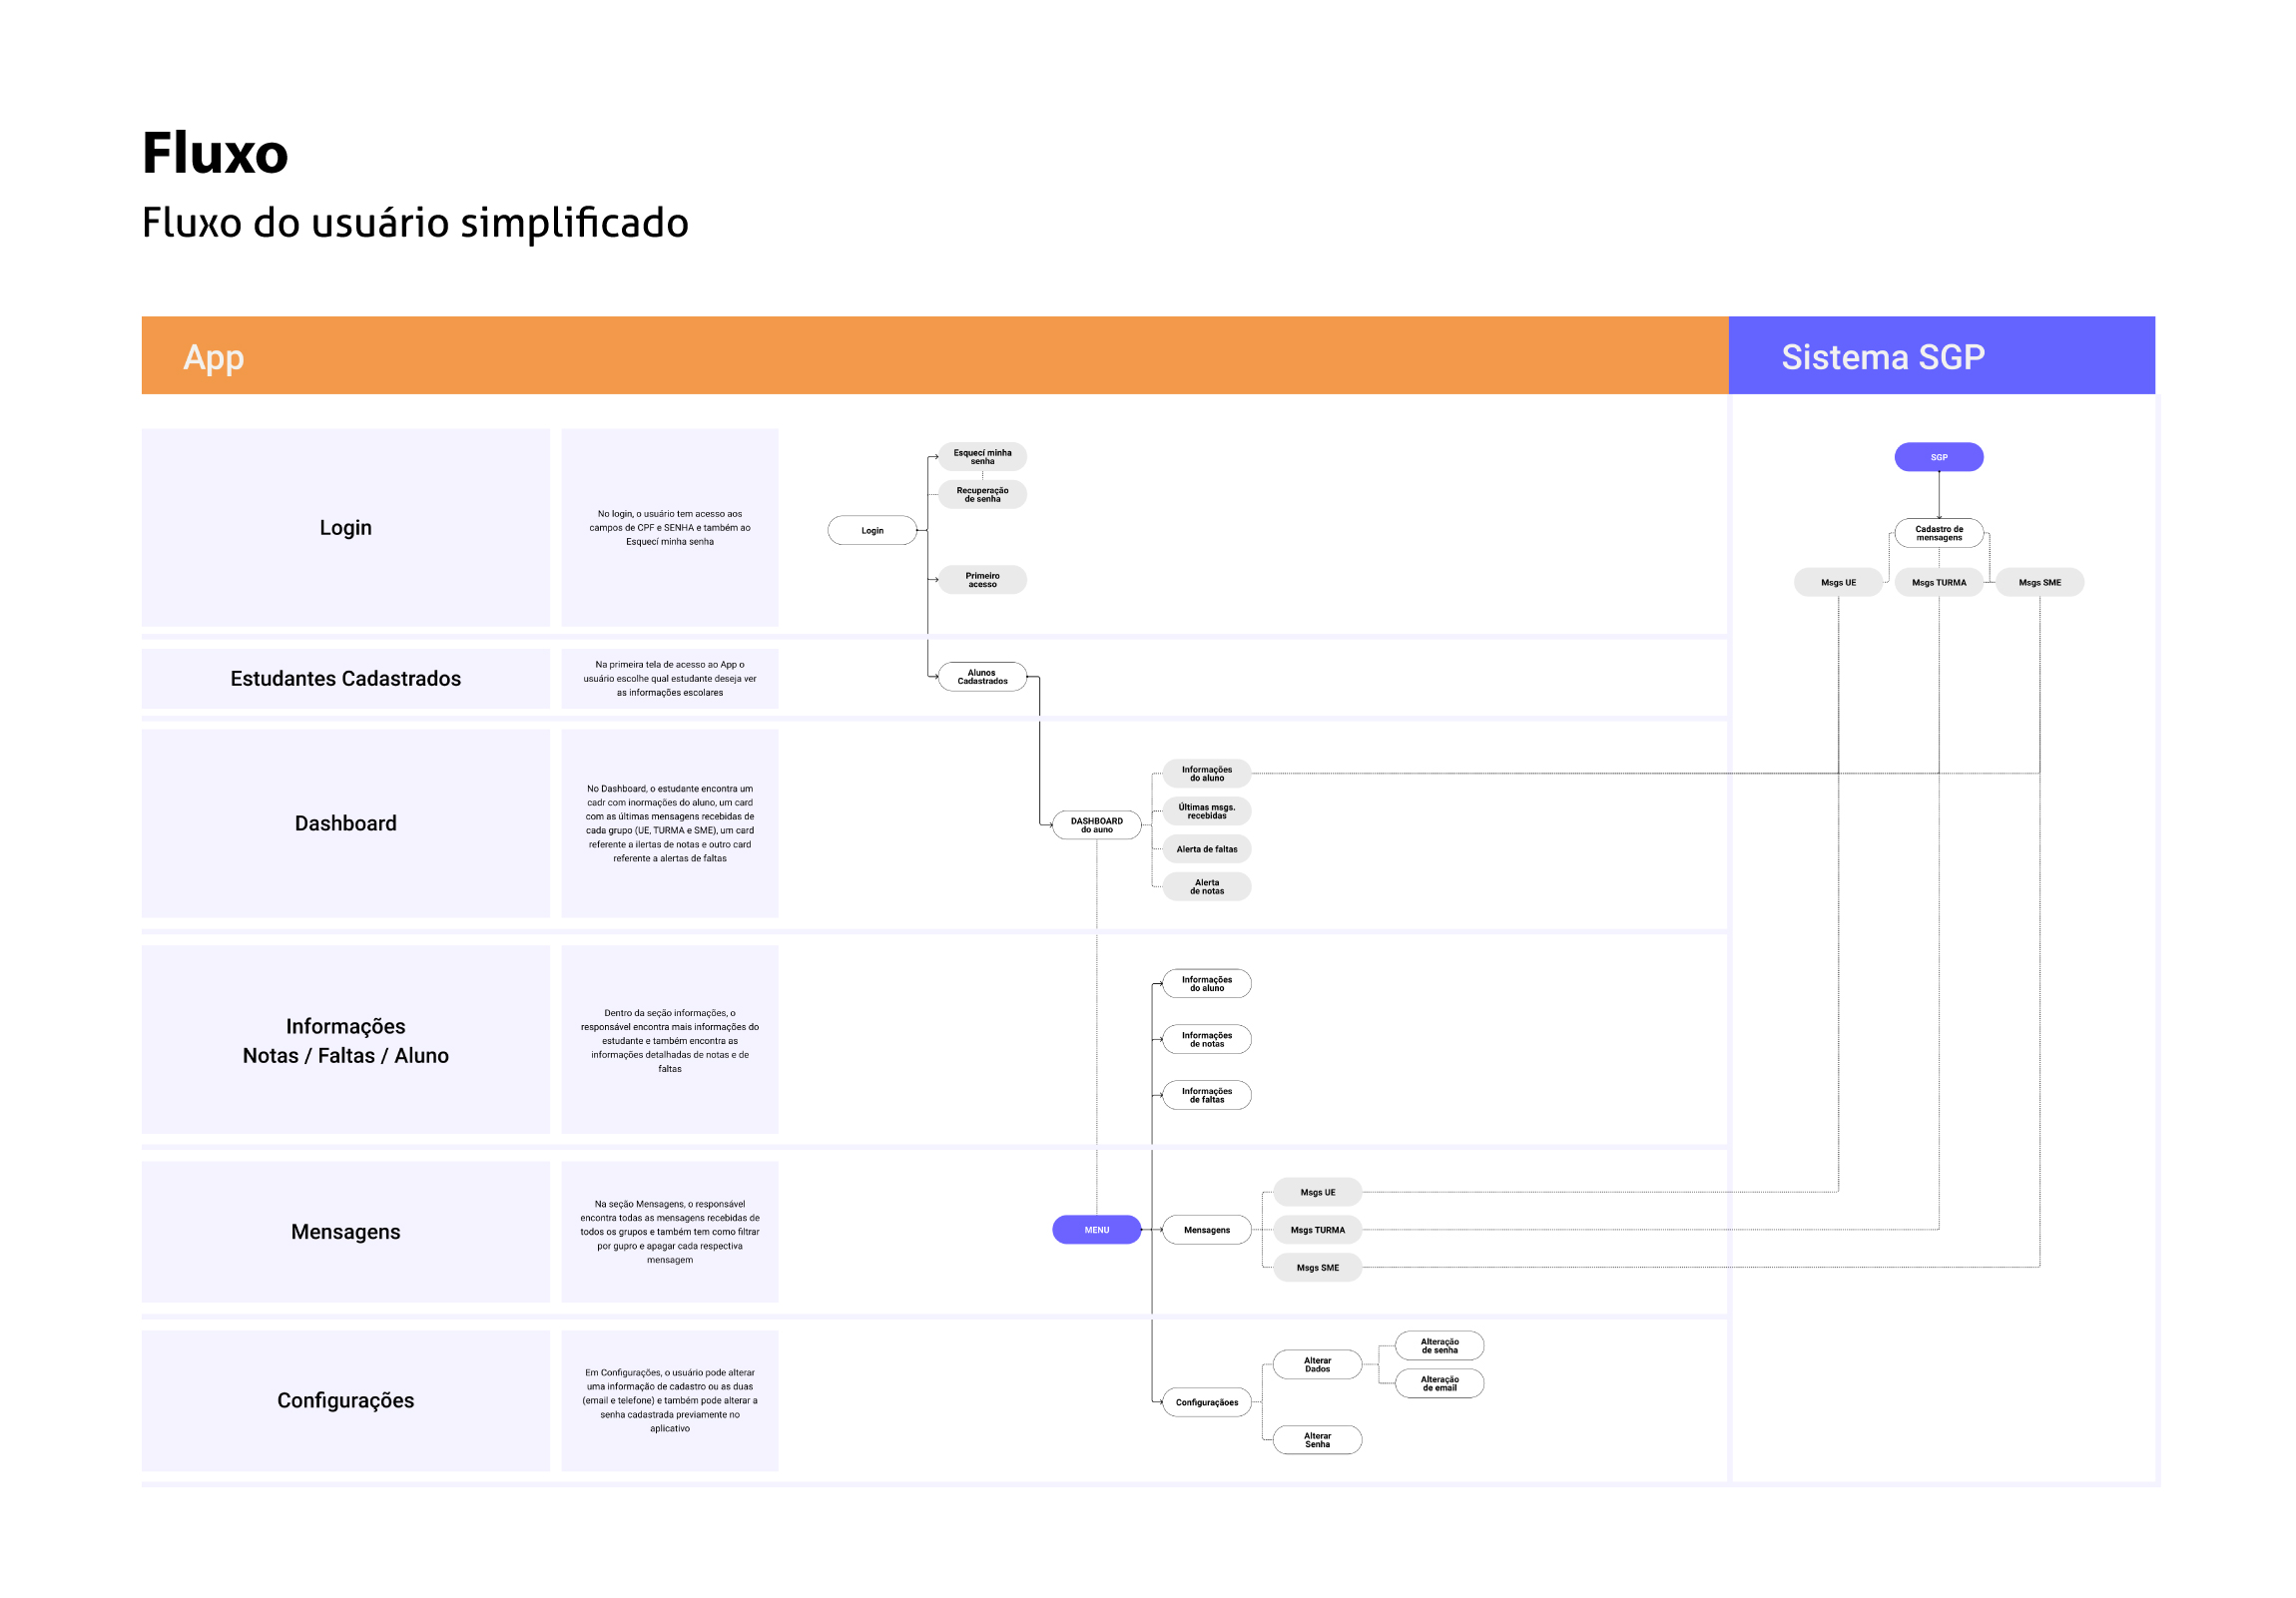 Fluxo
Fluxo do usuário simplificado
App
Sistema SGP
Login
No login, o usuário tem acesso aos
campos de CPF e SENHA e também ao
Esquecí minha senha
Login
Esquecí minha
senha
Recuperação
de senha
Primeiro
acesso
SGP
Cadastro de
mensagens
Msgs UE
Msgs TURMA
Msgs SME
Estudantes Cadastrados
Na primeira tela de acesso ao App o
usuário escolhe qual estudante deseja ver
as informações escolares
Alunos
Cadastrados
Dashboard
No Dashboard, o estudante encontra um
cadr com inormações do aluno, um card
com as últimas mensagens recebidas de
cada grupo (UE, TURMA e SME), um card
referente a ilertas de notas e outro card
referente a alertas de faltas
DASHBOARD
do auno
Informações
do aluno
Últimas msgs.
recebidas
Alerta de faltas
Alerta
de notas
Informações
Notas / Faltas / Aluno
Dentro da seção informações, o
responsável encontra mais informações do
estudante e também encontra as
informações detalhadas de notas e de
faltas
Informações
do aluno
Informações
de notas
Informações
de faltas
Mensagens
Na seção Mensagens, o responsável
encontra todas as mensagens recebidas de
todos os grupos e também tem como filtrar
por gupro e apagar cada respectiva
mensagem
MENU
Mensagens
Msgs UE
Msgs TURMA
Msgs SME
Configurações
Em Configurações, o usuário pode alterar
uma informação de cadastro ou as duas
(email e telefone) e também pode alterar a
senha cadastrada previamente no
aplicativo
Configuraçãoes
Alterar
Dados
Alteração
de senha
Alteração
de email
Alterar
Senha